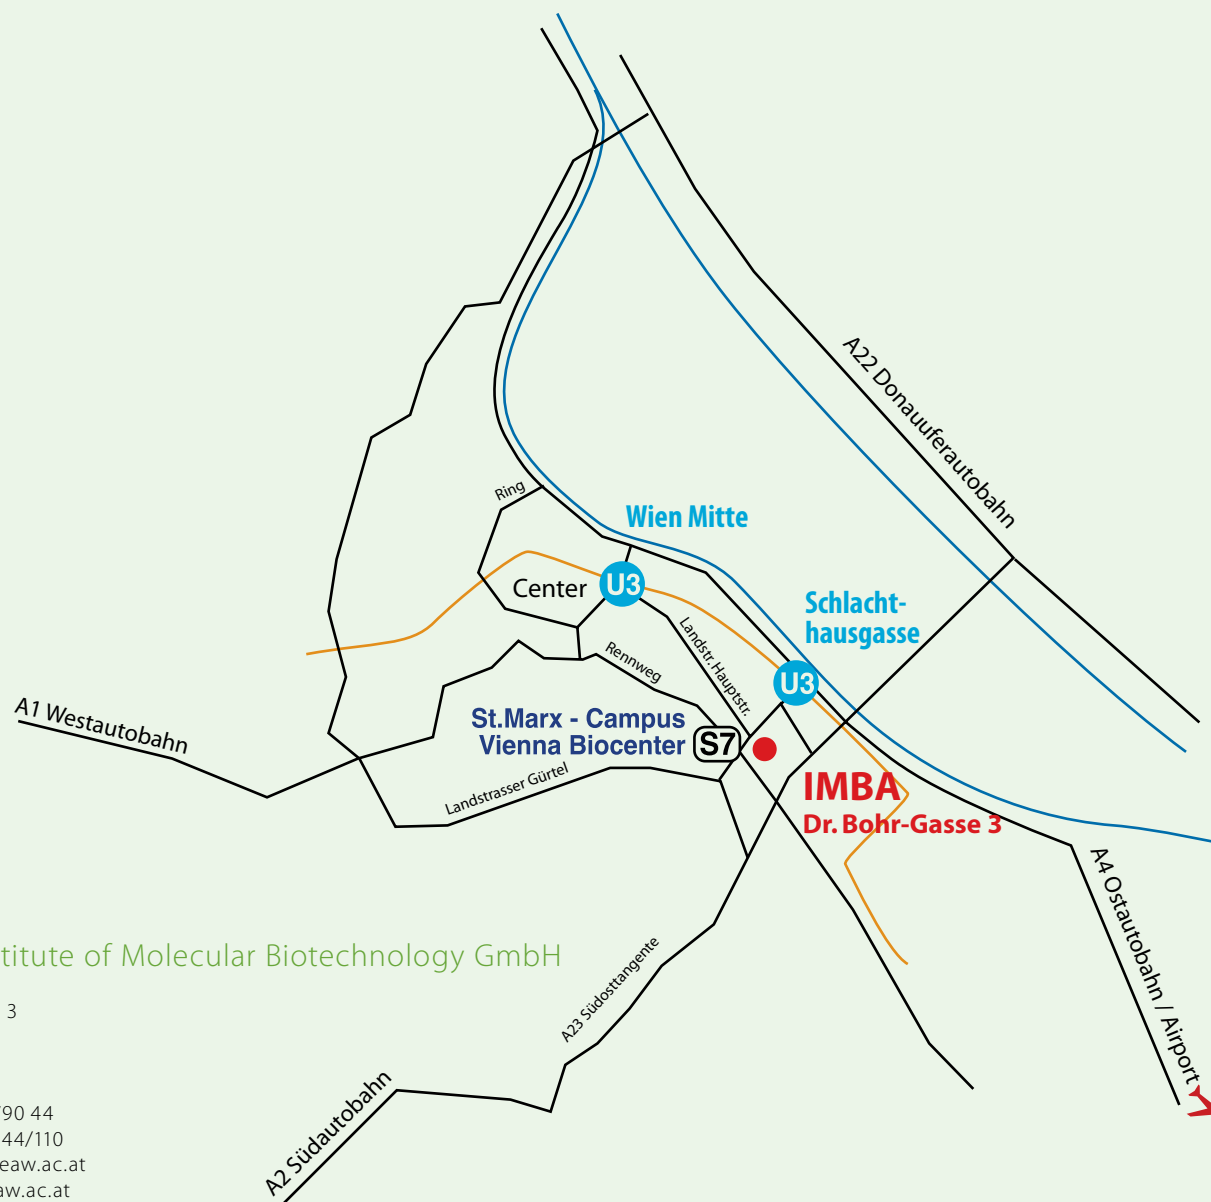 A22 Donauuferautobahn
Ring
Wien Mitte
Center
U3
Schlacht-
hausgasse
Landstr. Hauptstr.
Rennweg
U3
A1 Westautobahn
St.Marx - Campus
Vienna Biocenter
S7
Landstrasser Gürtel
IMBA
Dr. Bohr-Gasse 3
A4 Ostautobahn / Airport
A23 Südosttangente
A2 Südautobahn
titute of Molecular Biotechnology GmbH
3
90 44
44/110
eaw.ac.at
aw.ac.at